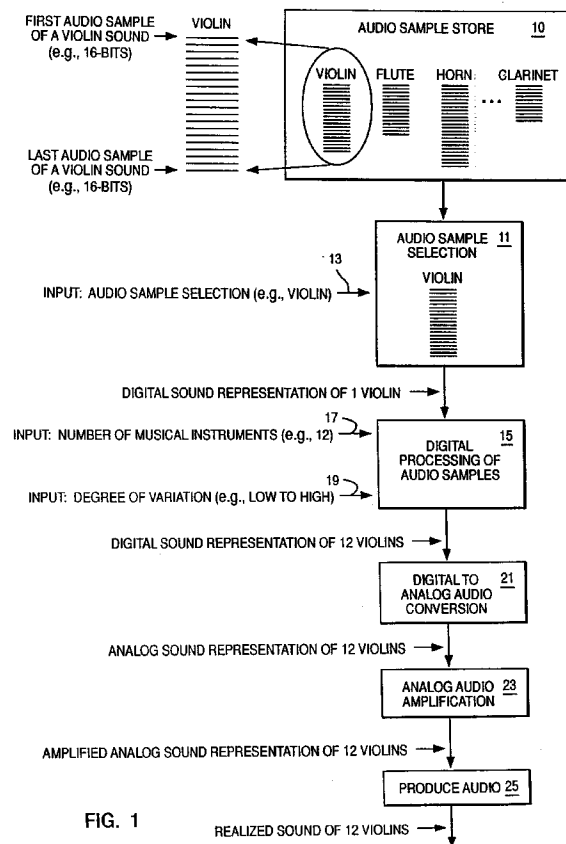 FIRST AUDIO SAMPLE
OF A VIOLIN SOUND
(e.g., 16-BITS)
VIOLIN
LAST AUDIO SAMPLE
OF A VIOLIN SOUND
(e.g., 16-BITS)
AUDIO SAMPLE STORE 10
VIOLIN FLUTE HORN ... CLARINET
AUDIO SAMPLE 11
SELECTION
VIOLIN
13
INPUT: AUDIO SAMPLE SELECTION (e.g., VIOLIN)
DIGITAL SOUND REPRESENTATION OF 1 VIOLIN
17
INPUT: NUMBER OF MUSICAL INSTRUMENTS (e.g., 12)
15
DIGITAL
PROCESSING OF
AUDIO SAMPLES
19
INPUT: DEGREE OF VARIATION (e.g., LOW TO HIGH)
DIGITAL SOUND REPRESENTATION OF 12 VIOLINS
DIGITAL TO 21
ANALOG AUDIO
CONVERSION
ANALOG SOUND REPRESENTATION OF 12 VIOLINS
ANALOG AUDIO 23
AMPLIFICATION
AMPLIFIED ANALOG SOUND REPRESENTATION OF 12 VIOLINS
PRODUCE AUDIO 25
FIG. 1
REALIZED SOUND OF 12 VIOLINS